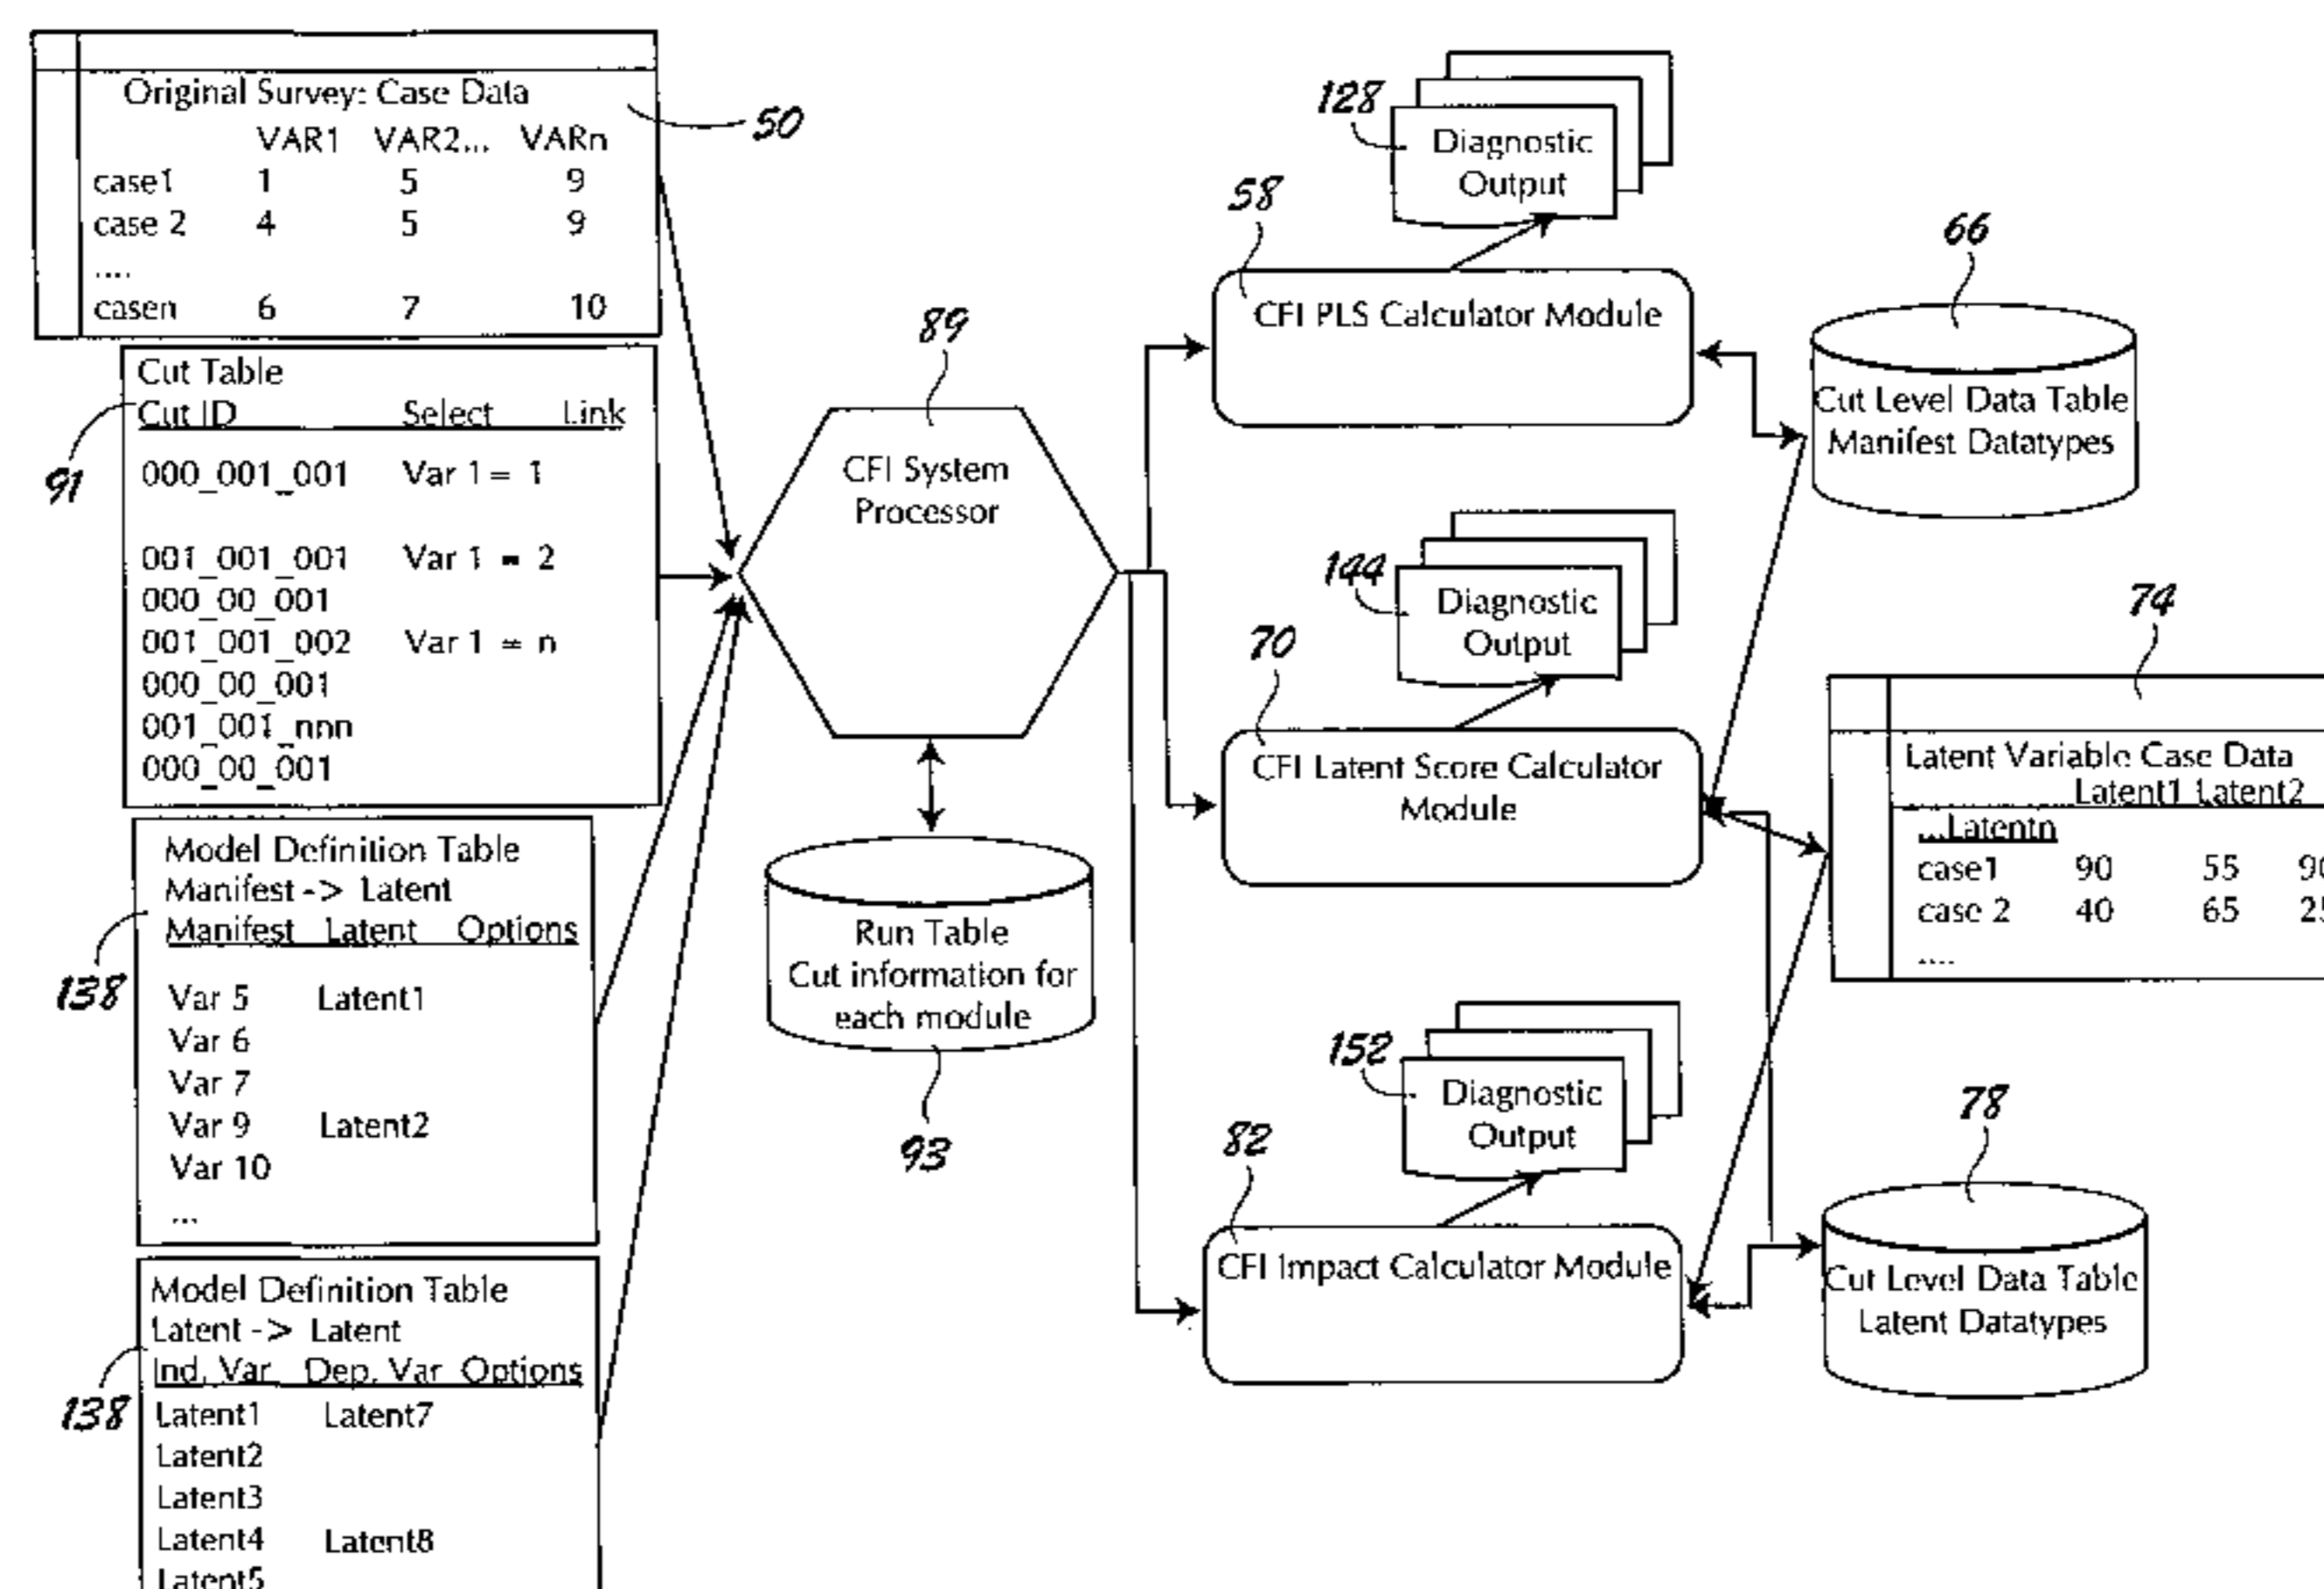 Original Survey: Case Data
VAR1 VAR2... VARn
case1 1 5 9
case 2 4 5 9
....
casen 6 7 10
50
Cut Table
Cut ID Select Link
000_001_001 Var 1 = 1
001_001_001 Var 1 = 2
000_00_001
001_001_002 Var 1 = n
000_00_001
001_001_nnn
000_00_001
91
Model Definition Table
Manifest -> Latent
Manifest Latent Options
Var 5 Latent1
Var 6
Var 7
Var 9 Latent2
Var 10
...
138
Model Definition Table
Latent -> Latent
Ind. Var. Dep. Var Options
Latent1 Latent7
Latent2
Latent3
Latent4 Latent8
Latent5
138
89
CFI System
Processor
Run Table
Cut information for
each module
93
128
Diagnostic
Output
58
CFI PLS Calculator Module
144
Diagnostic
Output
70
CFI Latent Score Calculator
Module
152
Diagnostic
Output
82
CFI Impact Calculator Module
66
Cut Level Data Table
Manifest Datatypes
74
Latent Variable Case Data
Latent1 Latent2
...Latentn
case1 90 55
case 2 40 65
....
78
Cut Level Data Table
Latent Datatypes